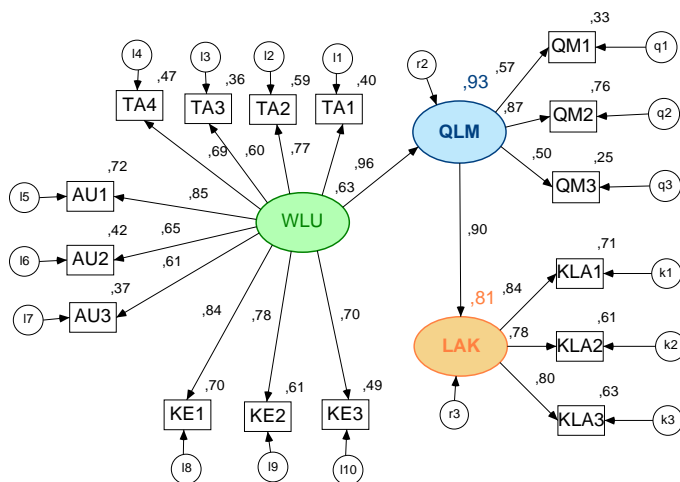 l4
l3
l2
l1
,47
,36
,59
,40
TA4
TA3
TA2
TA1
,69
,60
,77
,63
r2
,93
QLM
,57
,87
,50
,33
QM1
q1
,76
QM2
q2
,25
QM3
q3
,96
l5
,72
AU1
,85
l6
,42
AU2
,65
l7
,37
AU3
,61
WLU
,90
,84
,78
,70
,70
KE1
,61
KE2
,49
KE3
l8
l9
l10
,81
LAK
r3
,84
,78
,80
,71
KLA1
k1
,61
KLA2
k2
,63
KLA3
k3